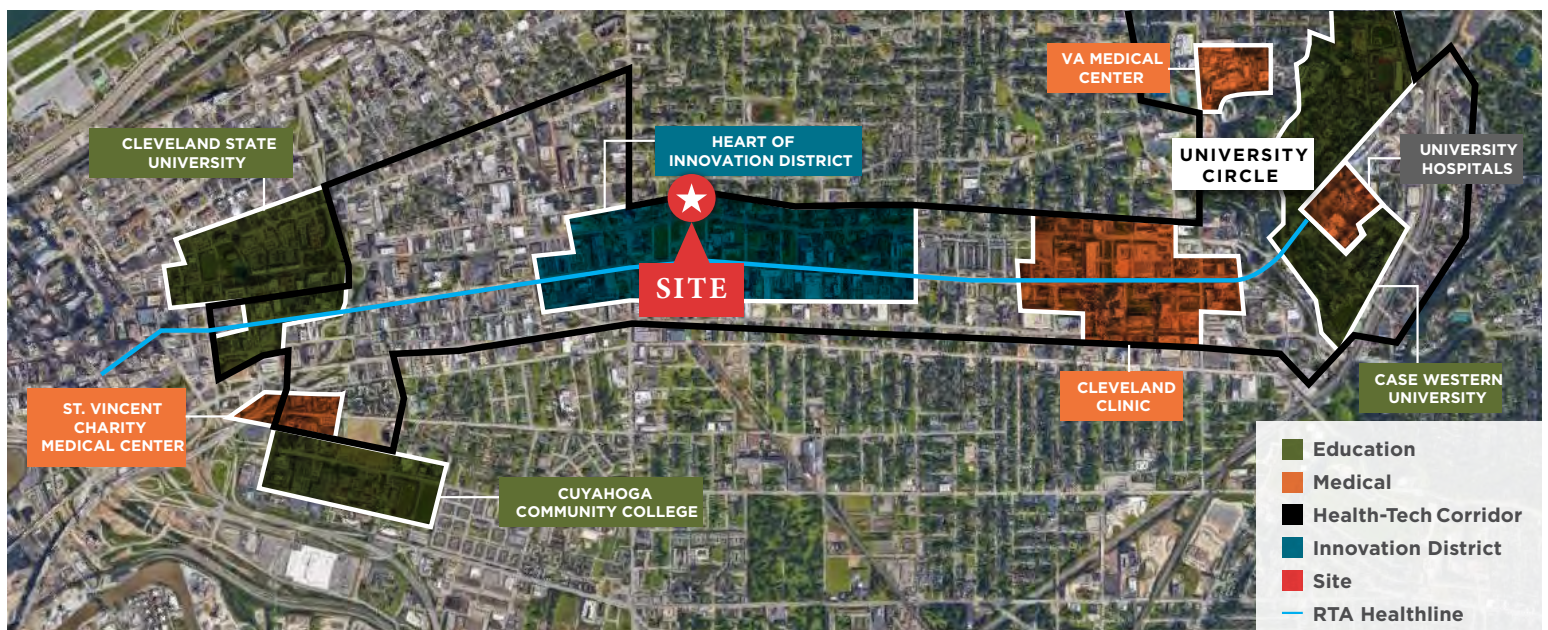 VA MEDICAL
CENTER
CLEVELAND STATE
UNIVERSITY
HEART OF
INNOVATION DISTRICT
UNIVERSITY
CIRCLE
UNIVERSITY
HOSPITALS
SITE
ST. VINCENT
CHARITY
MEDICAL CENTER
CLEVELAND
CLINIC
CASE WESTERN
UNIVERSITY
CUYAHOGA
COMMUNITY COLLEGE
Education
Medical
Health-Tech Corridor
Innovation District
Site
RTA Healthline